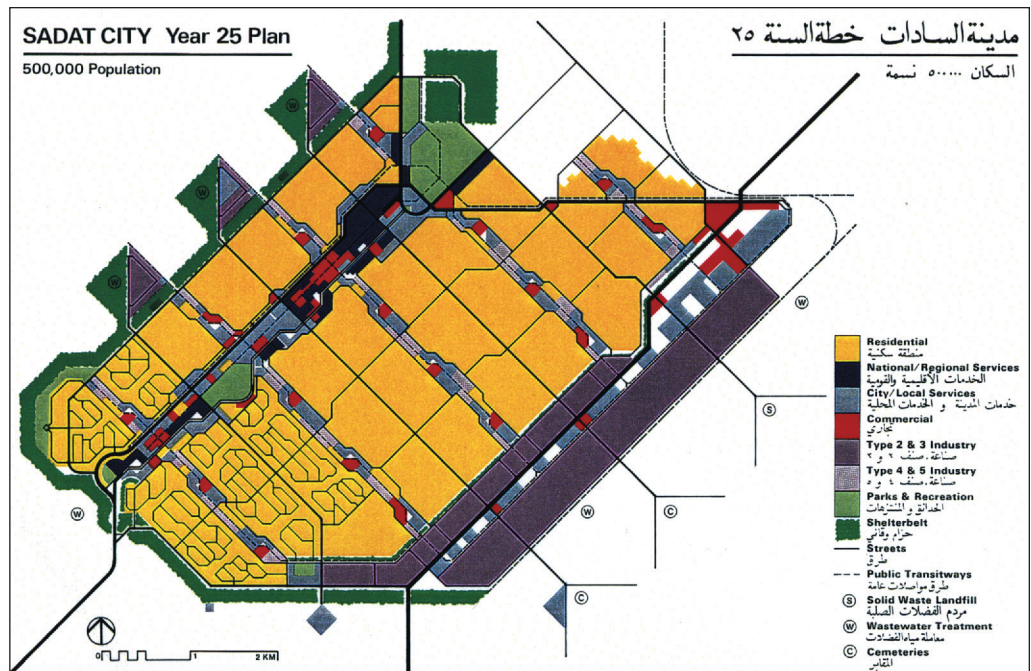 SADAT CITY Year 25 Plan
500,000 Population
مدينة السادات خطة السنة ٢٥
السكان ٥٠٠٠٠٠ نسمة
W
W
W
W
W
W
S
C
C
Residential
منطقة سكنية
National/Regional Services
الخدمات الأقليمية والقومية
City/Local Services
خدمات المدينة و الخدمات المحلية
Commercial
تجاري
Type 2 & 3 Industry
صناعة، صنف ٢ و ٣
Type 4 & 5 Industry
صناعة، صنف ٤ و ٥
Parks & Recreation
الحدائق و المنتزهات
Shelterbelt
حزام وقائي
Streets
طرق
Public Transitways
طرق مواصلات عامة
S Solid Waste Landfill
مردم الفضلات الصلبة
W Wastewater Treatment
معاملة مياه الفضلات
C Cemeteries
المقابر
0 1 2 KM